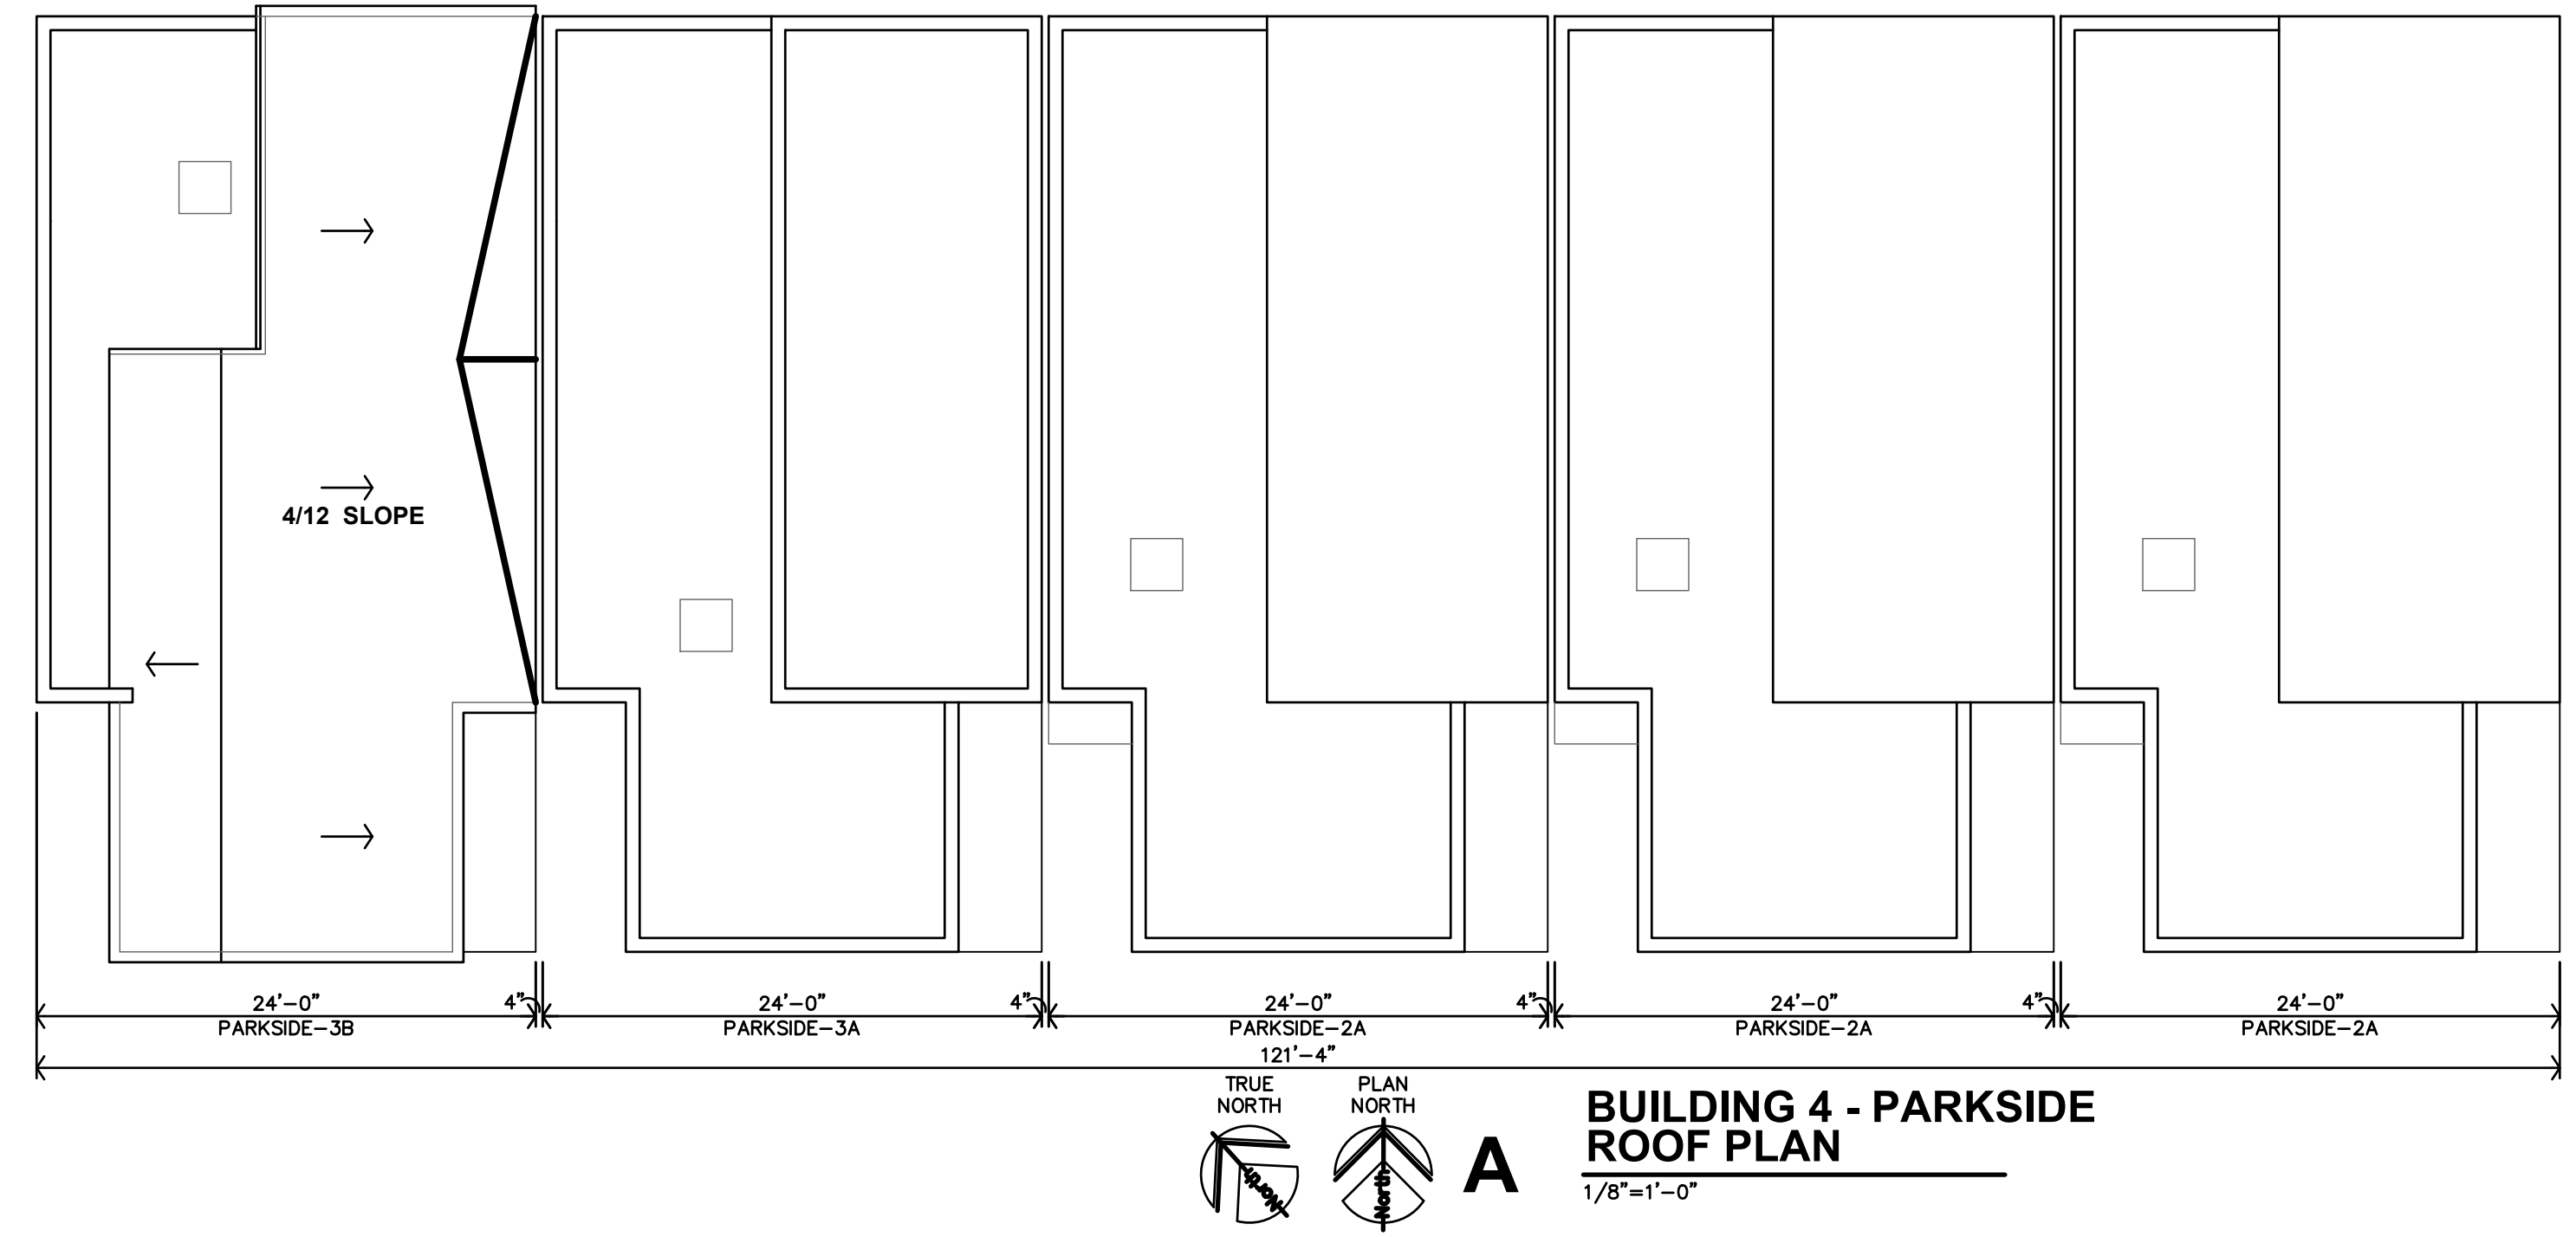 4/12 SLOPE
24'-0" 4" 24'-0" 4" 24'-0" 4" 24'-0" 4" 24'-0"
PARKSIDE-3B PARKSIDE-3A PARKSIDE-2A PARKSIDE-2A PARKSIDE-2A
121'-4"
TRUE
NORTH
PLAN
NORTH
North
North
A
BUILDING 4 - PARKSIDE
ROOF PLAN
1/8"=1'-0"